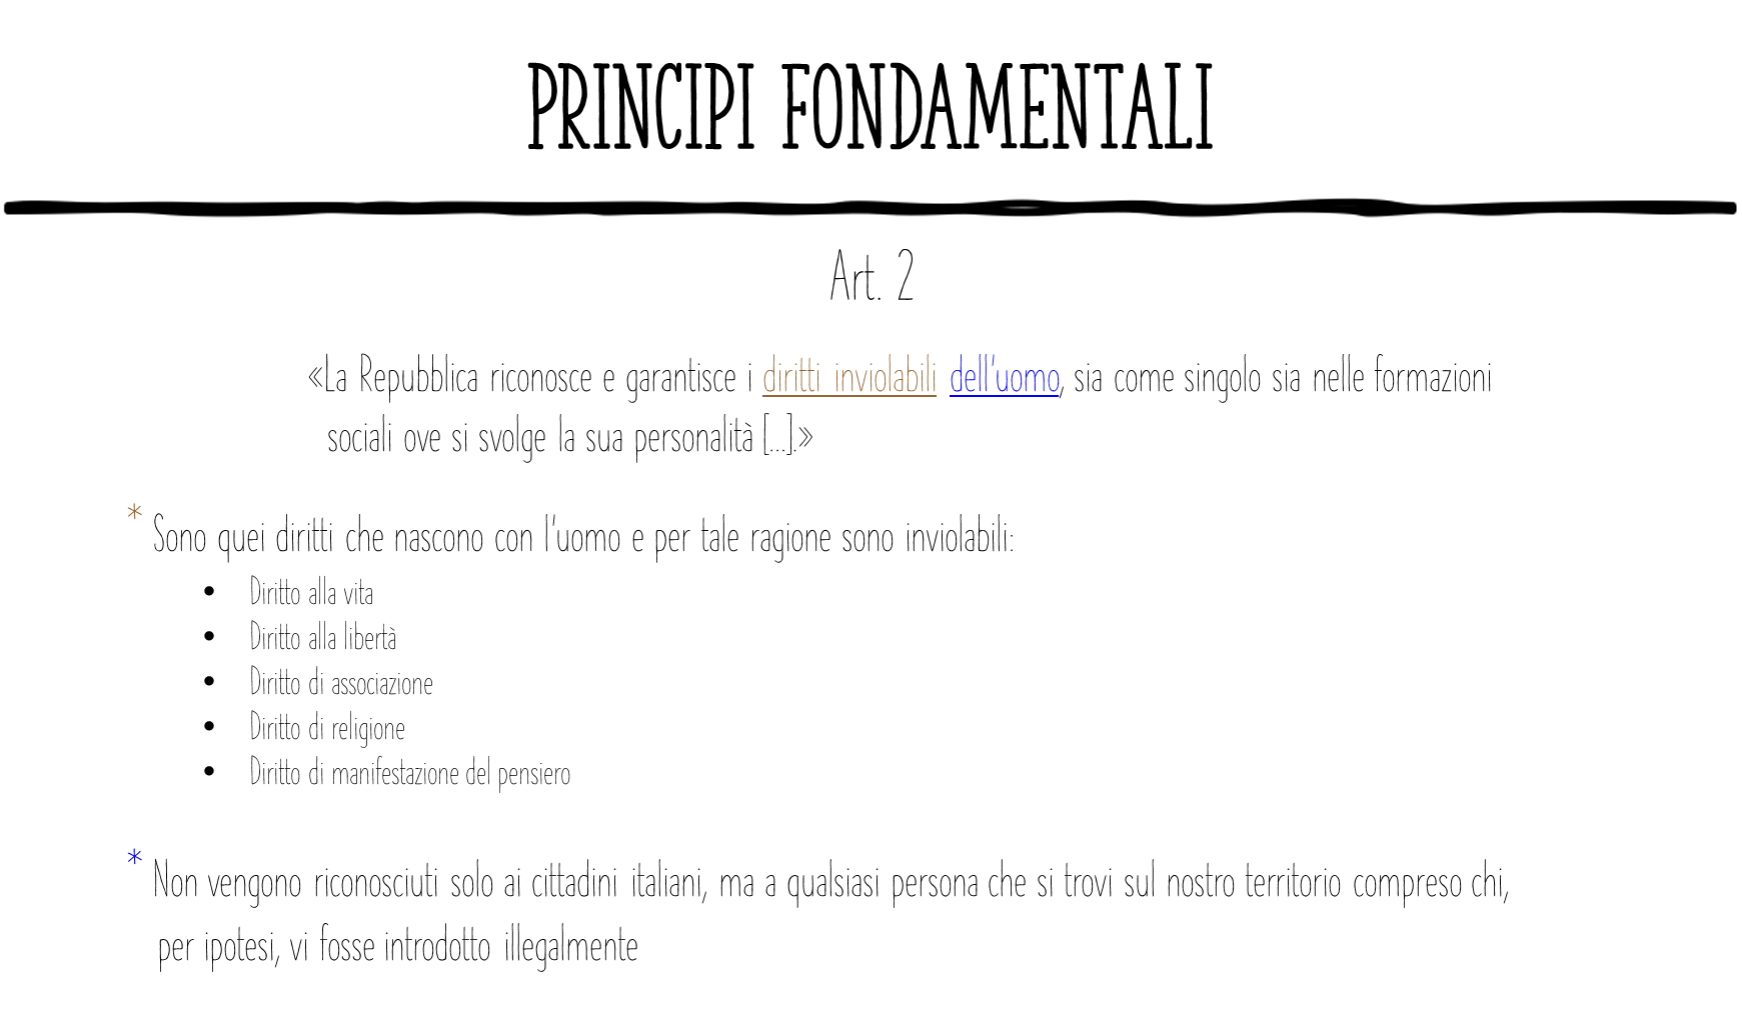 PRINCIPI FONDAMENTALI
Art. 2
«La Repubblica riconosce e garantisce i diritti inviolabili dell'uomo, sia come singolo sia nelle formazioni
sociali ove si svolge la sua personalità [...].»
* Sono quei diritti che nascono con l'uomo e per tale ragione sono inviolabili:
• Diritto alla vita
• Diritto alla libertà
• Diritto di associazione
• Diritto di religione
• Diritto di manifestazione del pensiero
* Non vengono riconosciuti solo ai cittadini italiani, ma a qualsiasi persona che si trovi sul nostro territorio compreso chi,
per ipotesi, vi fosse introdotto illegalmente